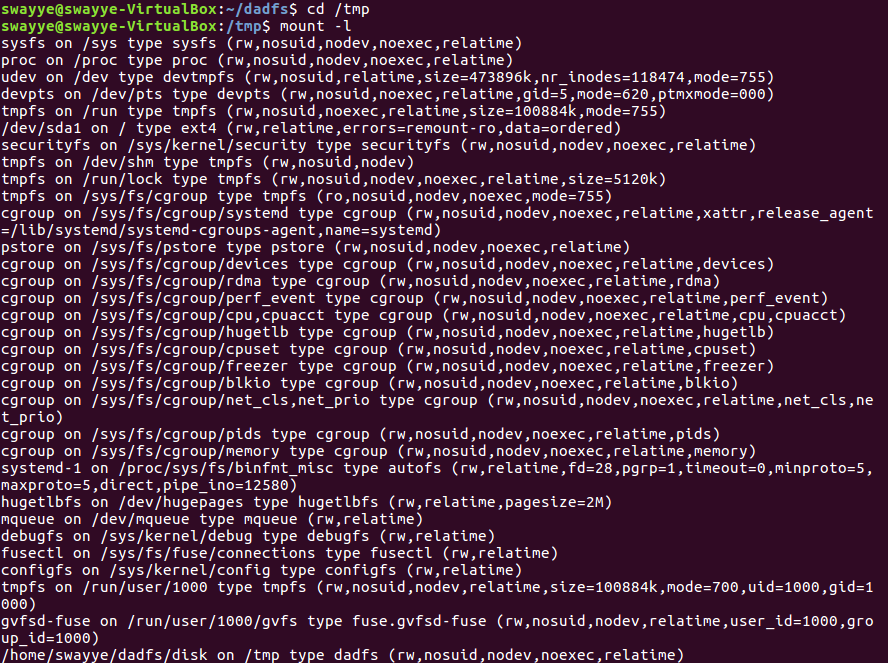 swayye@swayye-VirtualBox:~/dadfs$ cd /tmp
swayye@swayye-VirtualBox:/tmp$ mount -l
sysfs on /sys type sysfs (rw,nosuid,nodev,noexec,relatime)
proc on /proc type proc (rw,nosuid,nodev,noexec,relatime)
udev on /dev type devtmpfs (rw,nosuid,relatime,size=473896k,nr_inodes=118474,mode=755)
devpts on /dev/pts type devpts (rw,nosuid,noexec,relatime,gid=5,mode=620,ptmxmode=000)
tmpfs on /run type tmpfs (rw,nosuid,noexec,relatime,size=100884k,mode=755)
/dev/sda1 on / type ext4 (rw,relatime,errors=remount-ro,data=ordered)
securityfs on /sys/kernel/security type securityfs (rw,nosuid,nodev,noexec,relatime)
tmpfs on /dev/shm type tmpfs (rw,nosuid,nodev)
tmpfs on /run/lock type tmpfs (rw,nosuid,nodev,noexec,relatime,size=5120k)
tmpfs on /sys/fs/cgroup type tmpfs (ro,nosuid,nodev,noexec,mode=755)
cgroup on /sys/fs/cgroup/systemd type cgroup (rw,nosuid,nodev,noexec,relatime,xattr,release_agent
=/lib/systemd/systemd-cgroups-agent,name=systemd)
pstore on /sys/fs/pstore type pstore (rw,nosuid,nodev,noexec,relatime)
cgroup on /sys/fs/cgroup/devices type cgroup (rw,nosuid,nodev,noexec,relatime,devices)
cgroup on /sys/fs/cgroup/rdma type cgroup (rw,nosuid,nodev,noexec,relatime,rdma)
cgroup on /sys/fs/cgroup/perf_event type cgroup (rw,nosuid,nodev,noexec,relatime,perf_event)
cgroup on /sys/fs/cgroup/cpu,cpuacct type cgroup (rw,nosuid,nodev,noexec,relatime,cpu,cpuacct)
cgroup on /sys/fs/cgroup/hugetlb type cgroup (rw,nosuid,nodev,noexec,relatime,hugetlb)
cgroup on /sys/fs/cgroup/cpuset type cgroup (rw,nosuid,nodev,noexec,relatime,cpuset)
cgroup on /sys/fs/cgroup/freezer type cgroup (rw,nosuid,nodev,noexec,relatime,freezer)
cgroup on /sys/fs/cgroup/blkio type cgroup (rw,nosuid,nodev,noexec,relatime,blkio)
cgroup on /sys/fs/cgroup/net_cls,net_prio type cgroup (rw,nosuid,nodev,noexec,relatime,net_cls,ne
t_prio)
cgroup on /sys/fs/cgroup/pids type cgroup (rw,nosuid,nodev,noexec,relatime,pids)
cgroup on /sys/fs/cgroup/memory type cgroup (rw,nosuid,nodev,noexec,relatime,memory)
systemd-1 on /proc/sys/fs/binfmt_misc type autofs (rw,relatime,fd=28,pgrp=1,timeout=0,minproto=5,
maxproto=5,direct,pipe_ino=12580)
hugetlbfs on /dev/hugepages type hugetlbfs (rw,relatime,pagesize=2M)
mqueue on /dev/mqueue type mqueue (rw,relatime)
debugfs on /sys/kernel/debug type debugfs (rw,relatime)
fusectl on /sys/fs/fuse/connections type fusectl (rw,relatime)
configfs on /sys/kernel/config type configfs (rw,relatime)
tmpfs on /run/user/1000 type tmpfs (rw,nosuid,nodev,relatime,size=100884k,mode=700,uid=1000,gid=1
000)
gvfsd-fuse on /run/user/1000/gvfs type fuse.gvfsd-fuse (rw,nosuid,nodev,relatime,user_id=1000,gro
up_id=1000)
/home/swayye/dadfs/disk on /tmp type dadfs (rw,nosuid,nodev,noexec,relatime)